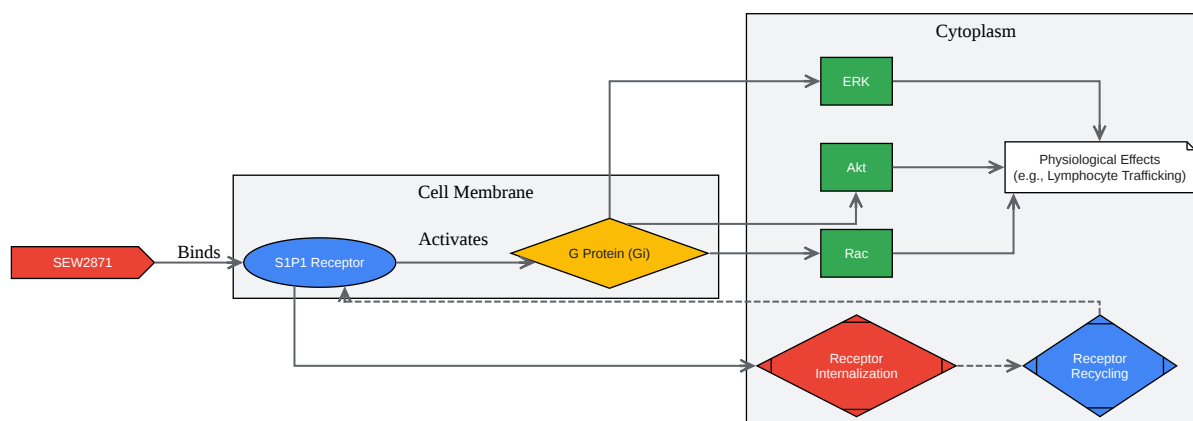 Cytoplasm
ERK
Akt
Physiological Effects
(e.g., Lymphocyte Trafficking)
Cell Membrane
Binds
Activates
SEW2871
S1P1 Receptor
G Protein (Gi)
Rac
Receptor
Internalization
Receptor
Recycling